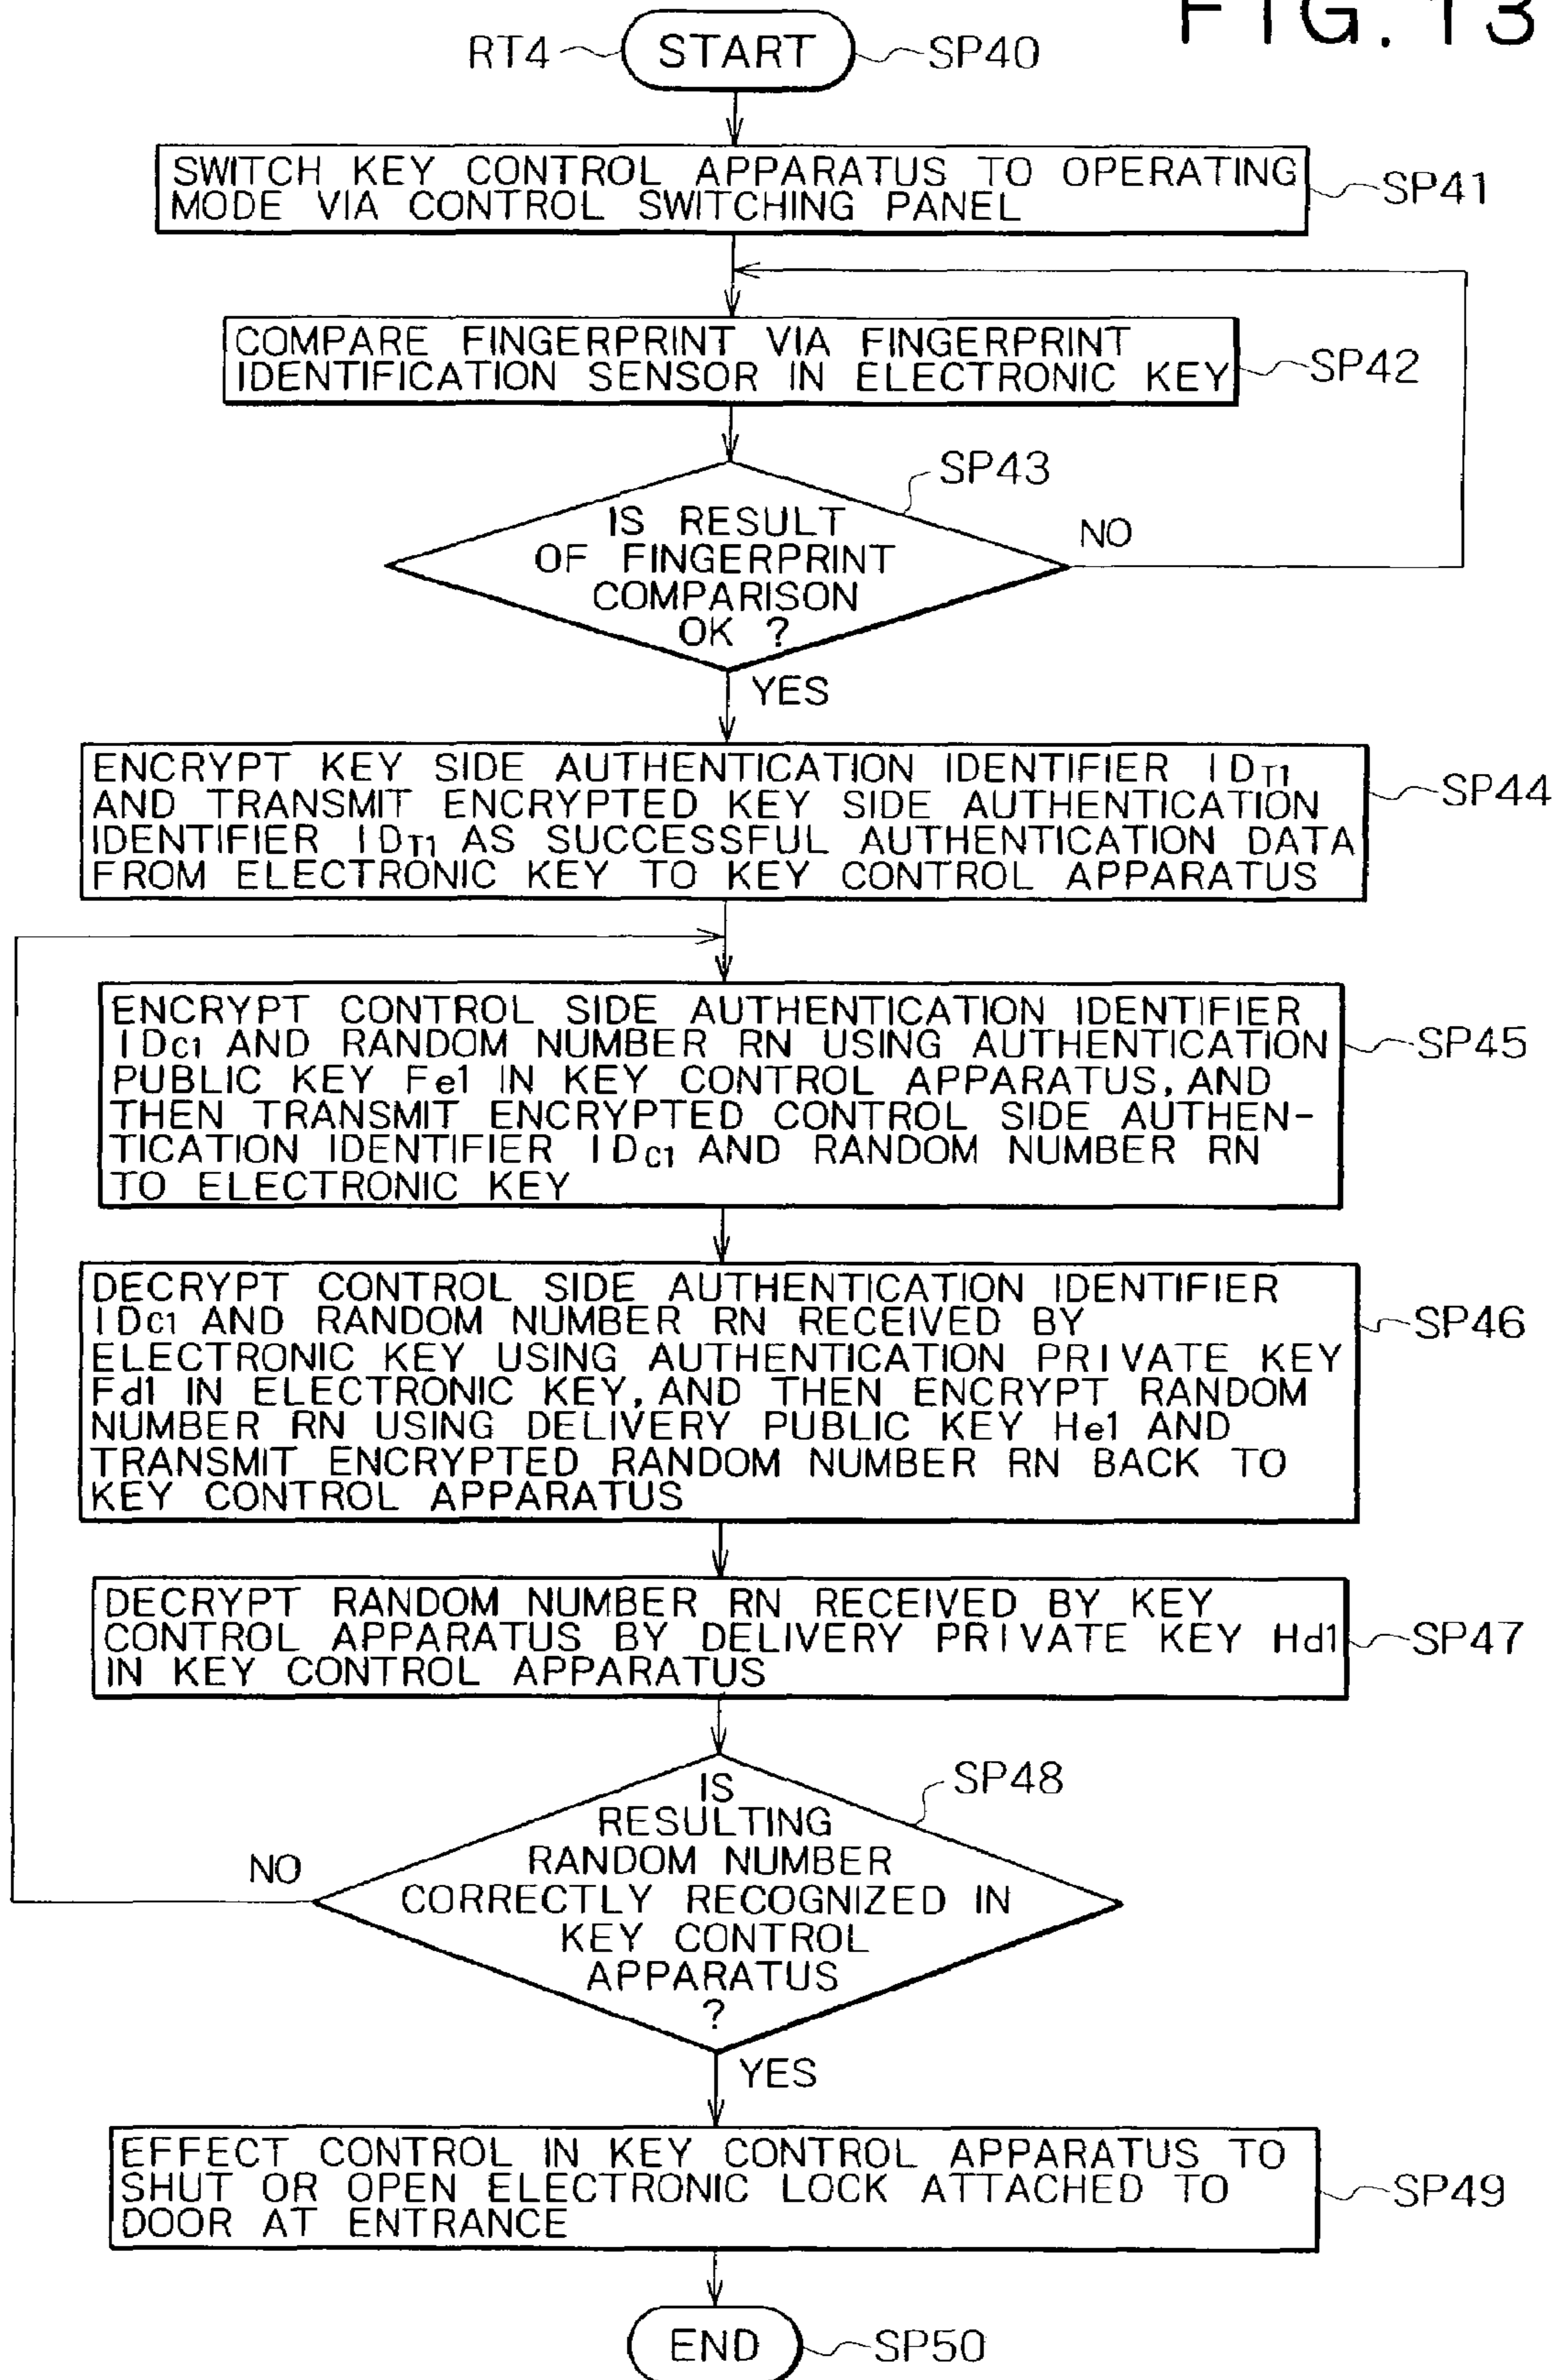 FIG. 13
RT4
START
SP40
SWITCH KEY CONTROL APPARATUS TO OPERATING
MODE VIA CONTROL SWITCHING PANEL
SP41
COMPARE FINGERPRINT VIA FINGERPRINT
IDENTIFICATION SENSOR IN ELECTRONIC KEY
SP42
SP43
IS RESULT
OF FINGERPRINT
COMPARISON
OK ?
NO
YES
ENCRYPT KEY SIDE AUTHENTICATION IDENTIFIER IDT1
AND TRANSMIT ENCRYPTED KEY SIDE AUTHENTICATION
IDENTIFIER IDT1 AS SUCCESSFUL AUTHENTICATION DATA
FROM ELECTRONIC KEY TO KEY CONTROL APPARATUS
SP44
ENCRYPT CONTROL SIDE AUTHENTICATION IDENTIFIER
IDC1 AND RANDOM NUMBER RN USING AUTHENTICATION
PUBLIC KEY Fe1 IN KEY CONTROL APPARATUS, AND
THEN TRANSMIT ENCRYPTED CONTROL SIDE AUTHEN-
TICATION IDENTIFIER IDC1 AND RANDOM NUMBER RN
TO ELECTRONIC KEY
SP45
DECRYPT CONTROL SIDE AUTHENTICATION IDENTIFIER
IDC1 AND RANDOM NUMBER RN RECEIVED BY
ELECTRONIC KEY USING AUTHENTICATION PRIVATE KEY
Fd1 IN ELECTRONIC KEY, AND THEN ENCRYPT RANDOM
NUMBER RN USING DELIVERY PUBLIC KEY He1 AND
TRANSMIT ENCRYPTED RANDOM NUMBER RN BACK TO
KEY CONTROL APPARATUS
SP46
DECRYPT RANDOM NUMBER RN RECEIVED BY KEY
CONTROL APPARATUS BY DELIVERY PRIVATE KEY Hd1
IN KEY CONTROL APPARATUS
SP47
SP48
IS
RESULTING
RANDOM NUMBER
CORRECTLY RECOGNIZED IN
KEY CONTROL
APPARATUS
?
NO
YES
EFFECT CONTROL IN KEY CONTROL APPARATUS TO
SHUT OR OPEN ELECTRONIC LOCK ATTACHED TO
DOOR AT ENTRANCE
SP49
END
SP50